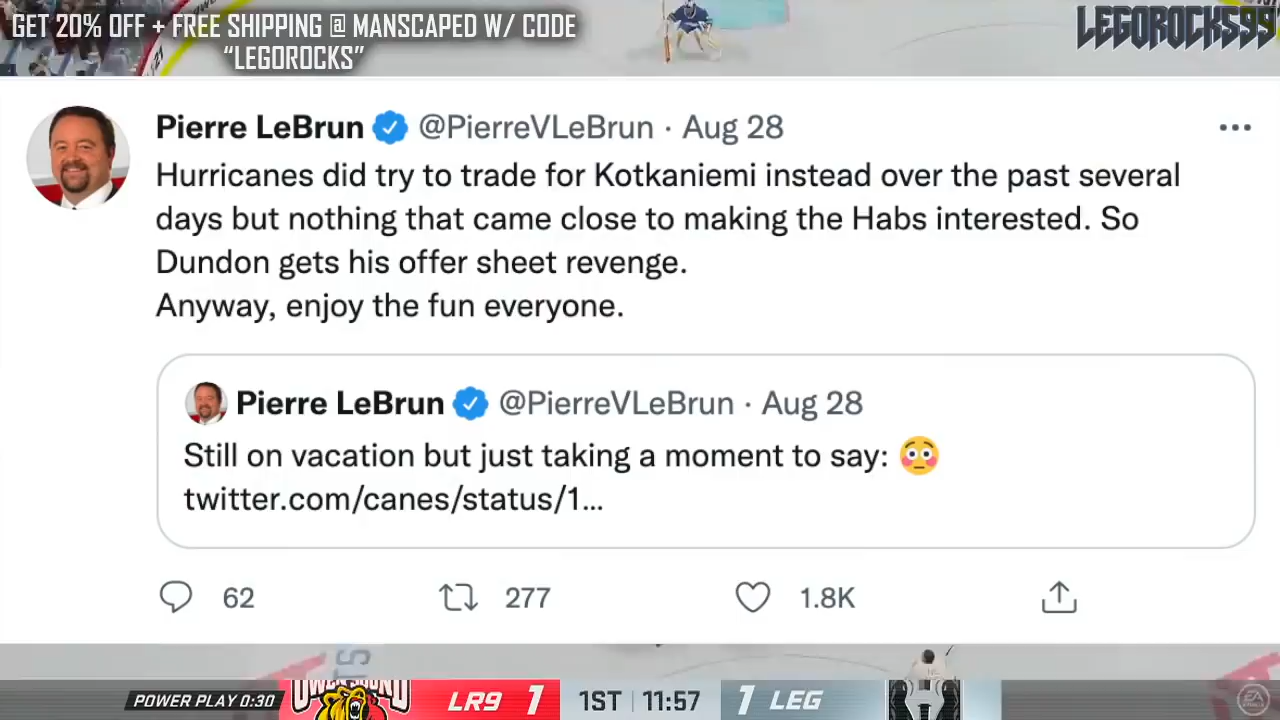 GET 20% OFF + FREE SHIPPING @ MANSCAPED W/ CODE
"LEGOROCKS"
LEGOROCKS99
Pierre LeBrun @PierreVLeBrun · Aug 28
Hurricanes did try to trade for Kotkaniemi instead over the past several
days but nothing that came close to making the Habs interested. So
Dundon gets his offer sheet revenge.
Anyway, enjoy the fun everyone.
Pierre LeBrun @PierreVLeBrun · Aug 28
Still on vacation but just taking a moment to say: 😳
twitter.com/canes/status/1...
62 277 1.8K
POWER PLAY 0:30 LR9 1 1ST 11:57 1 LEG